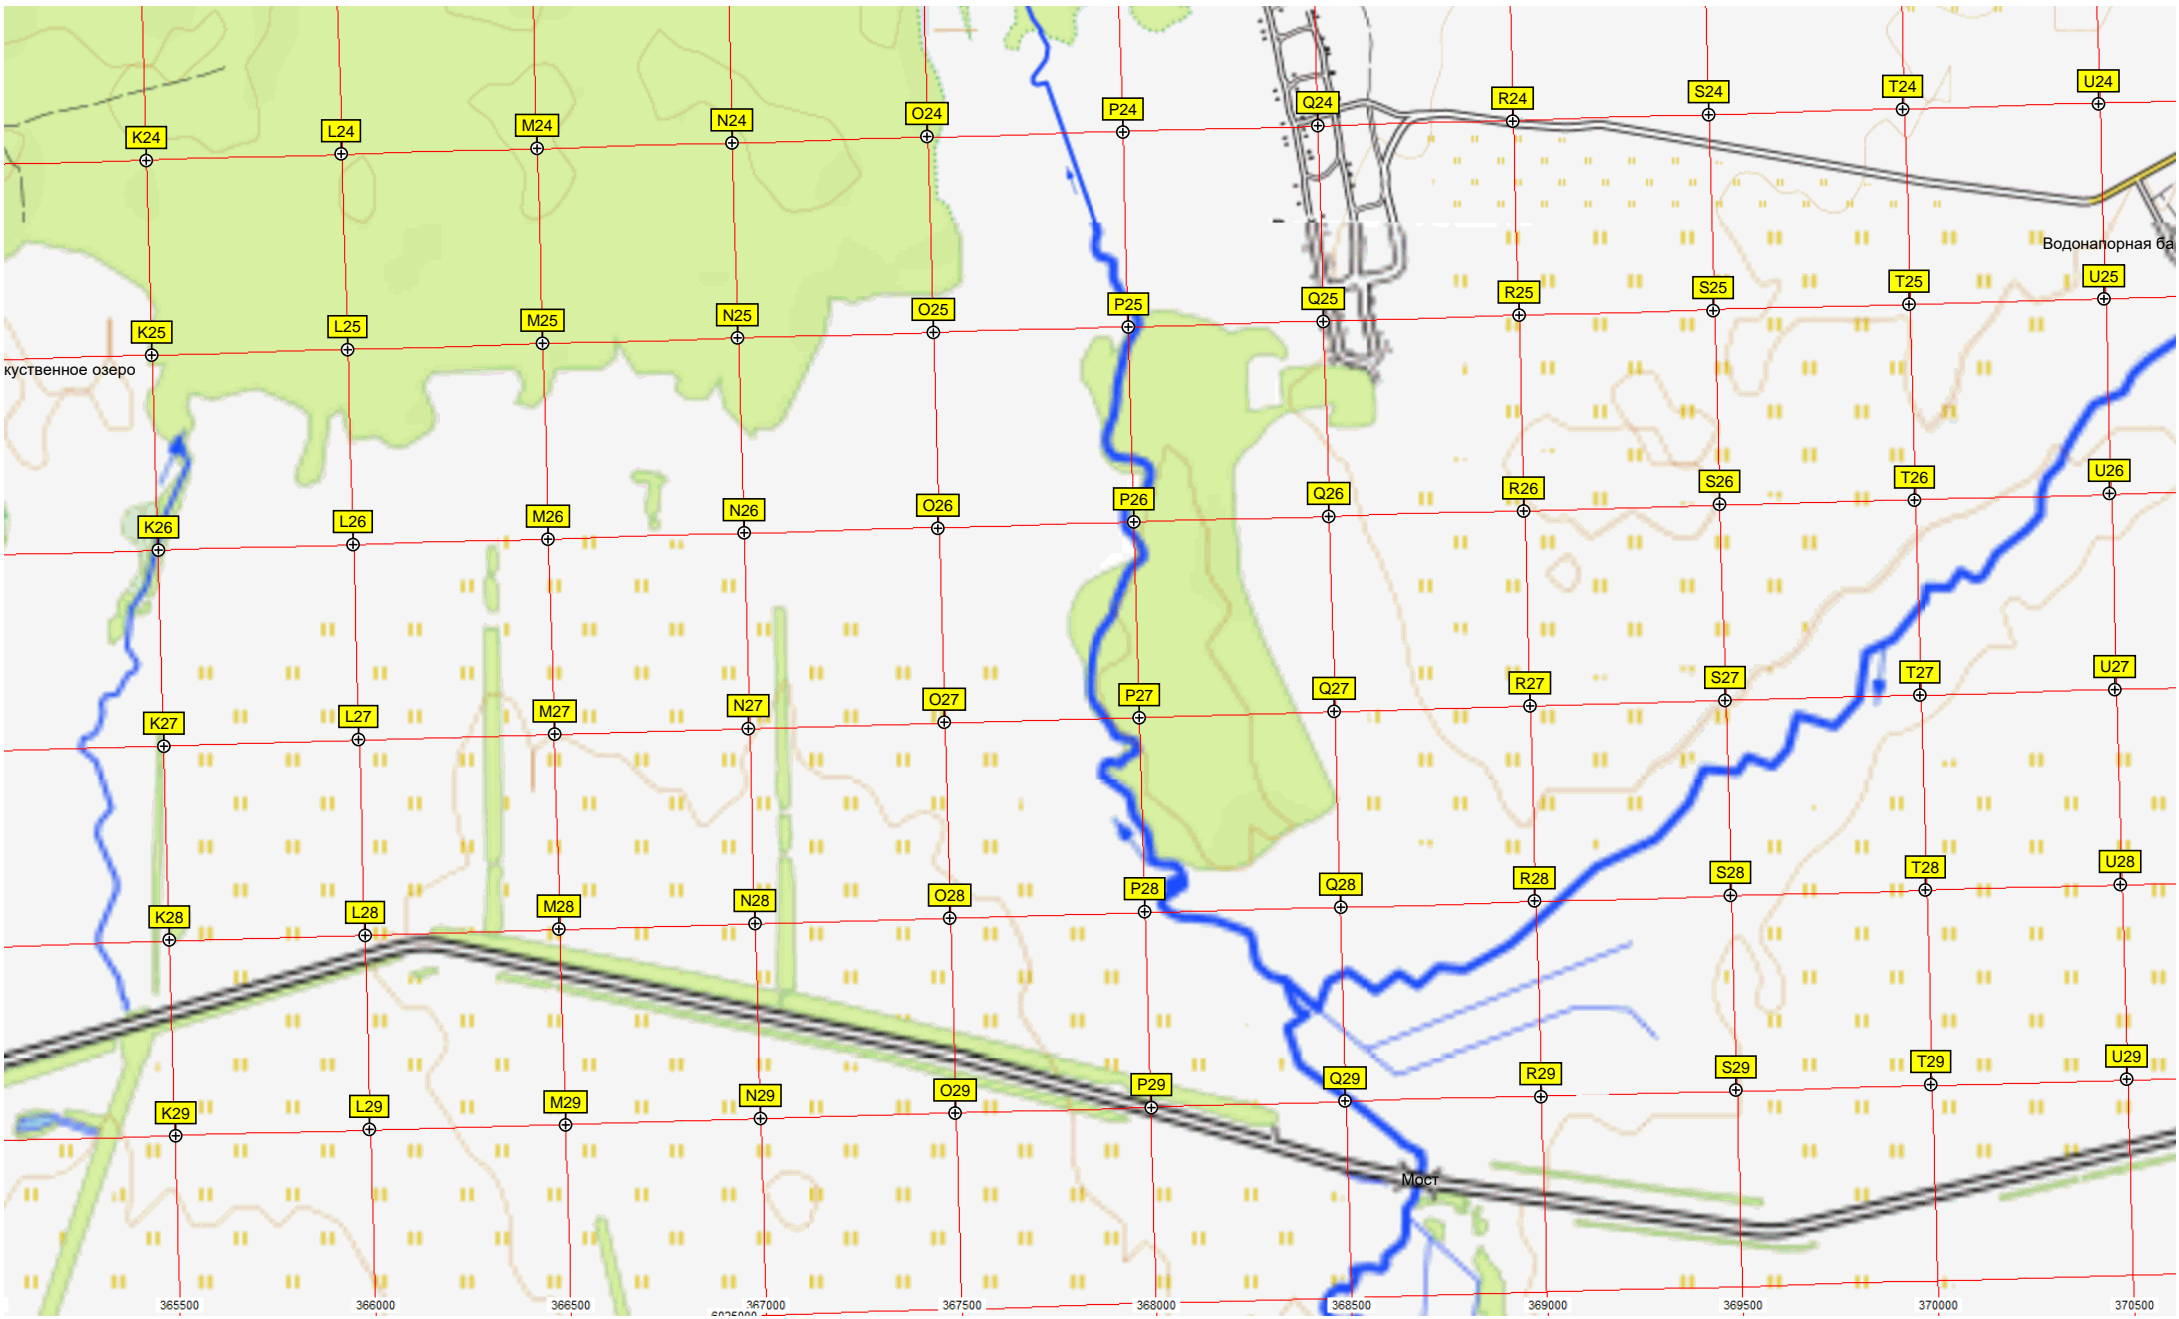 K24 L24 M24 N24 O24 P24 Q24 R24 S24 T24 U24
Водонапорная ба
K25 L25 M25 N25 O25 P25 Q25 R25 S25 T25 U25
куственное озеро
K26 L26 M26 N26 O26 P26 Q26 R26 S26 T26 U26
K27 L27 M27 N27 O27 P27 Q27 R27 S27 T27 U27
K28 L28 M28 N28 O28 P28 Q28 R28 S28 T28 U28
K29 L29 M29 N29 O29 P29 Q29 R29 S29 T29 U29
Мост
365500 366000 366500 367000 367500 368000 368500 369000 369500 370000 370500